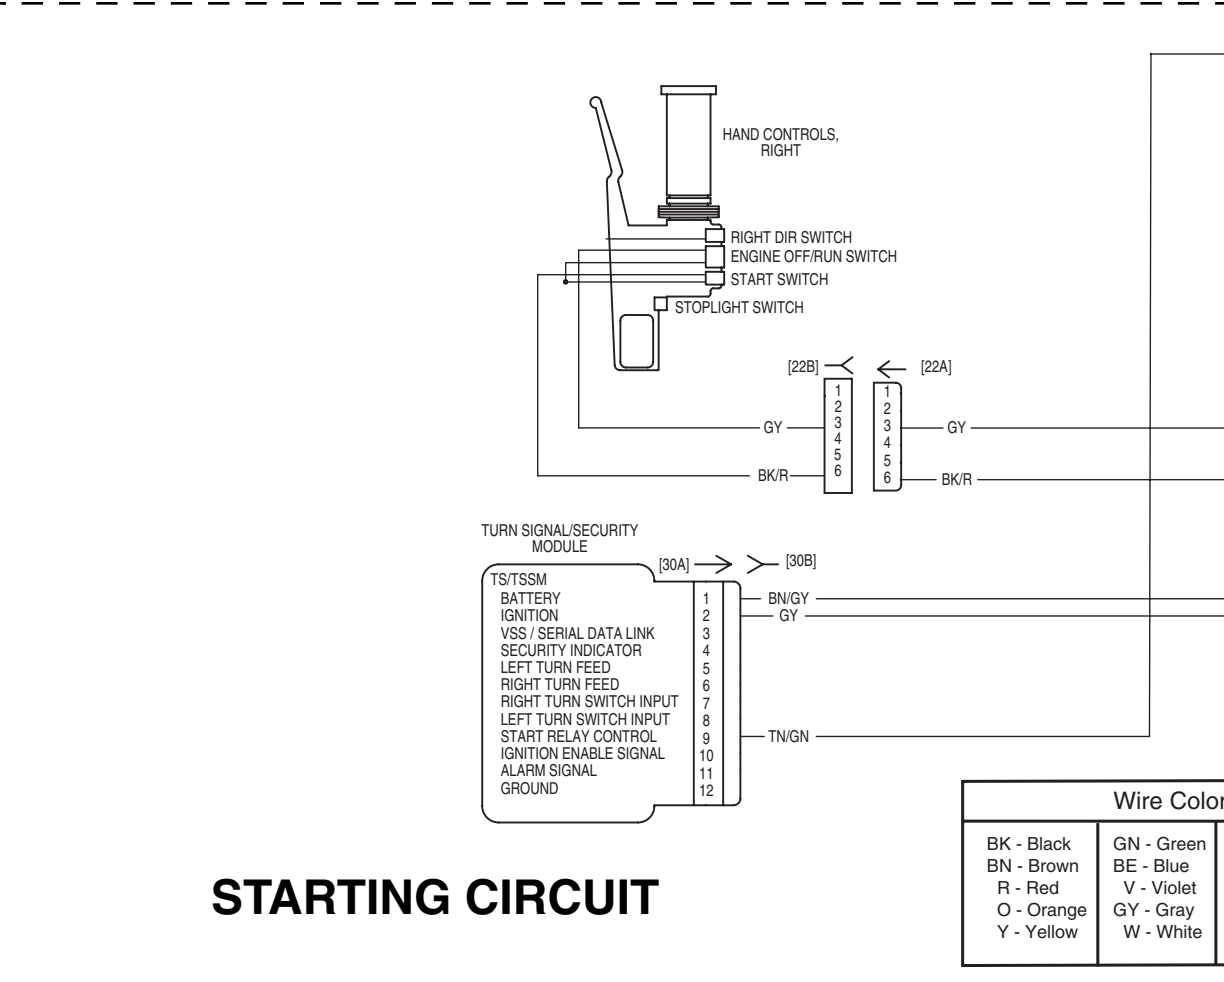 HAND CONTROLS,
RIGHT
RIGHT DIR SWITCH
ENGINE OFF/RUN SWITCH
START SWITCH
STOPLIGHT SWITCH
[22B] [22A]
1 1
2 2
3 3
4 4
5 5
6 6
GY GY
BK/R BK/R
TURN SIGNAL/SECURITY
MODULE
[30A] [30B]
TS/TSSM
BATTERY 1 BN/GY
IGNITION 2 GY
VSS / SERIAL DATA LINK 3
SECURITY INDICATOR 4
LEFT TURN FEED 5
RIGHT TURN FEED 6
RIGHT TURN SWITCH INPUT 7
LEFT TURN SWITCH INPUT 8
START RELAY CONTROL 9 TN/GN
IGNITION ENABLE SIGNAL 10
ALARM SIGNAL 11
GROUND 12
STARTING CIRCUIT
Wire Color
BK - Black GN - Green
BN - Brown BE - Blue
R - Red V - Violet
O - Orange GY - Gray
Y - Yellow W - White